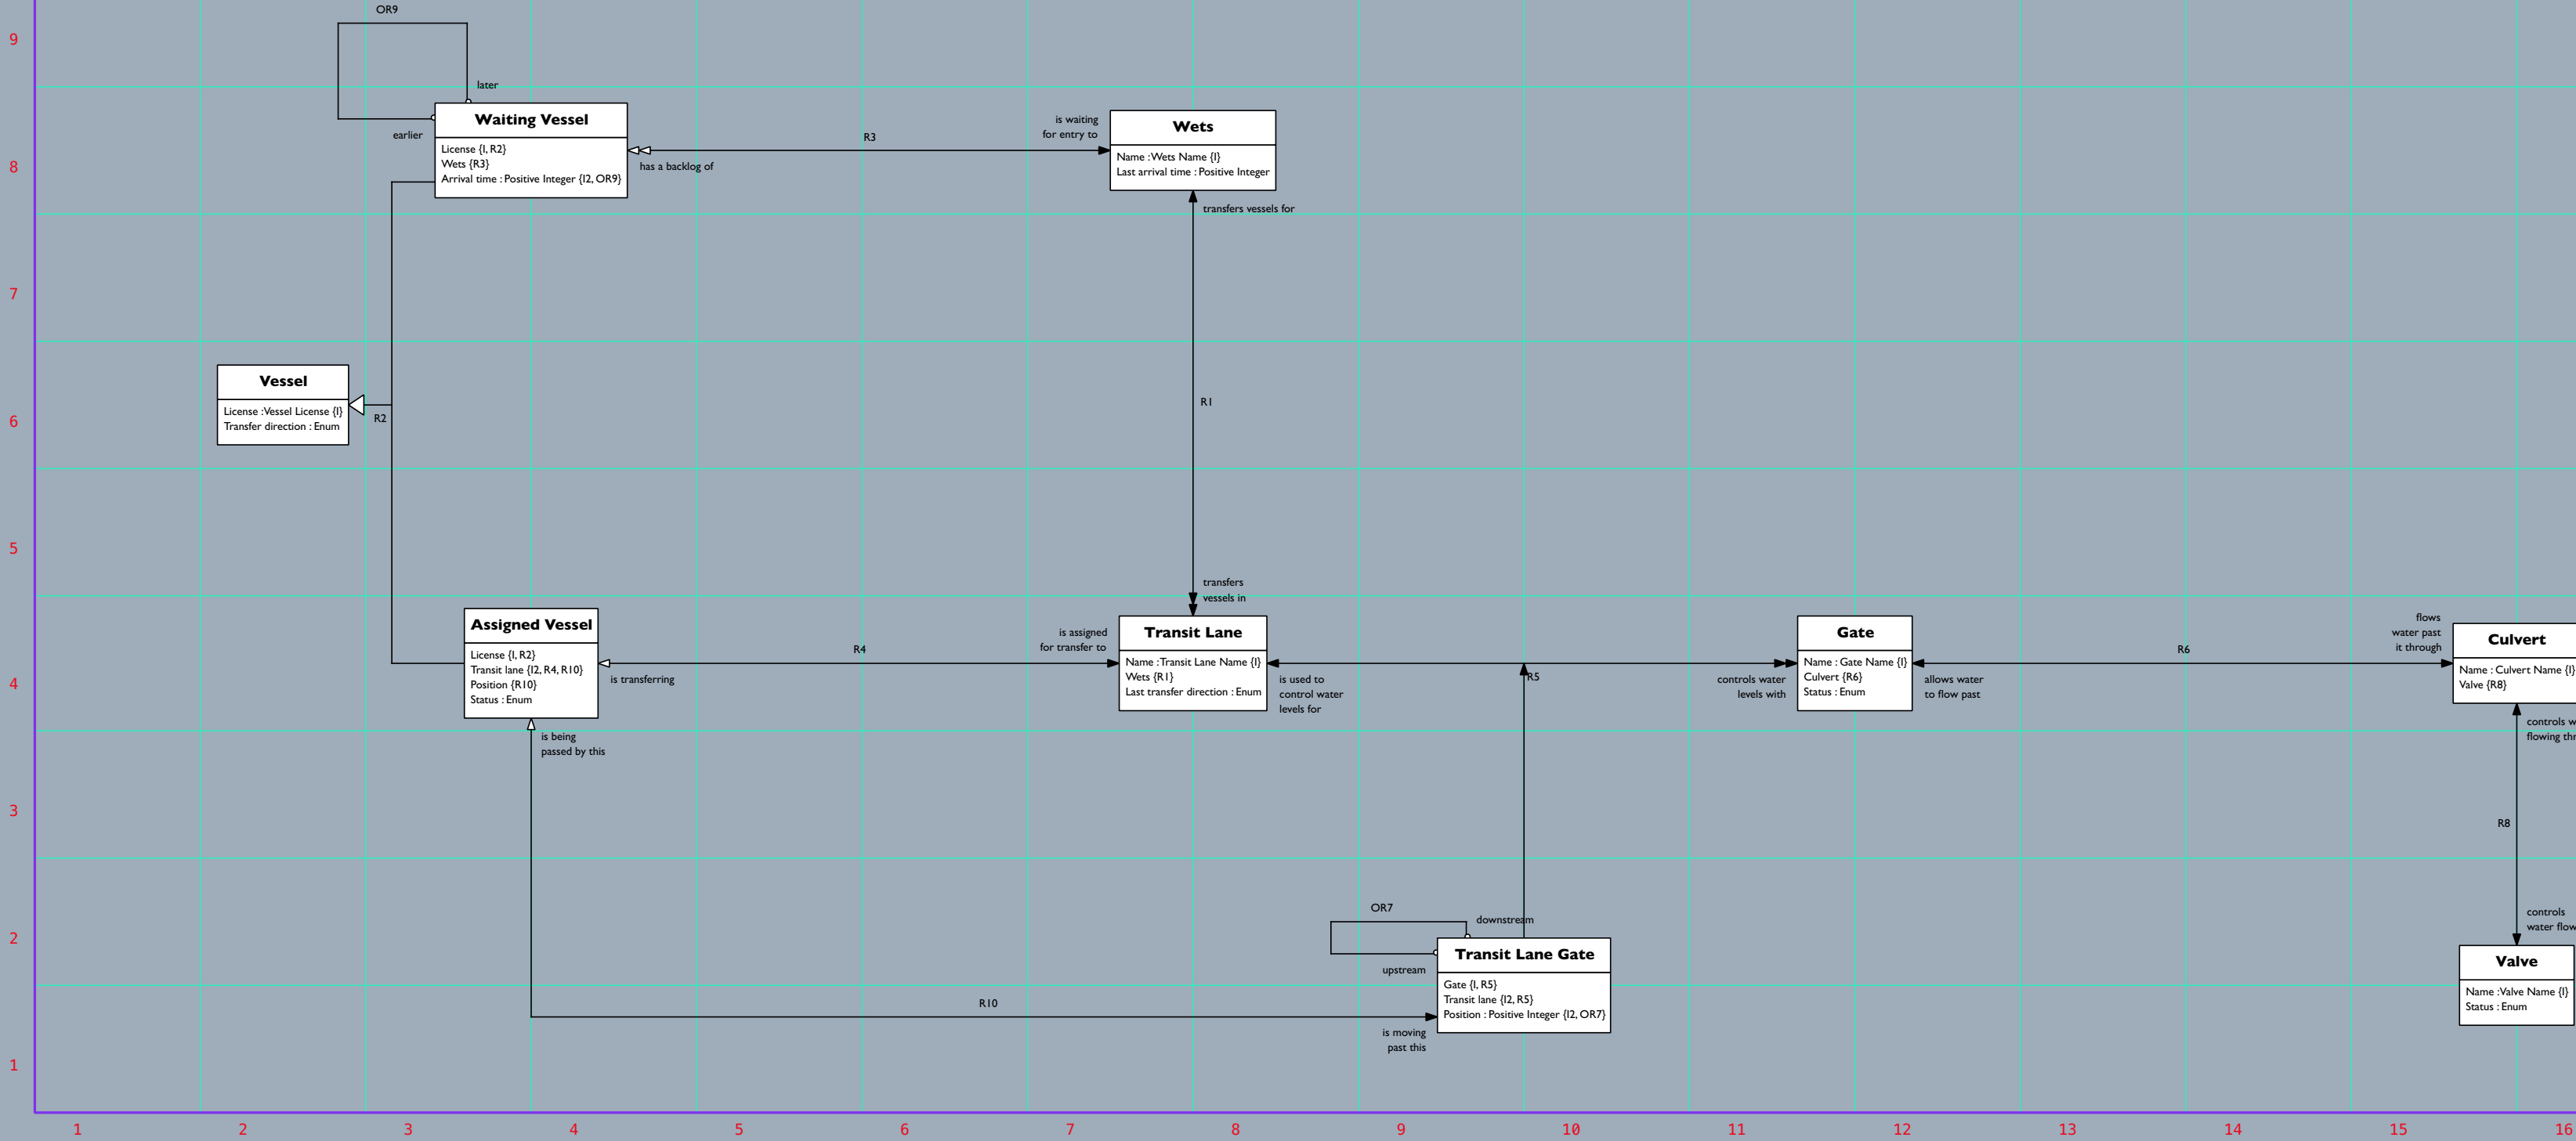 OR9
9
later
Waiting Vessel
earlier
License {I, R2}
Wets {R3}
Arrival time : Positive Integer {I2, OR9}
R3
has a backlog of
is waiting
for entry to
Wets
Name : Wets Name {I}
Last arrival time : Positive Integer
8
transfers vessels for
7
Vessel
License : Vessel License {I}
Transfer direction : Enum
R2
R1
6
5
transfers
vessels in
Assigned Vessel
License {I, R2}
Transit lane {I2, R4, R10}
Position {R10}
Status : Enum
R4
is transferring
is assigned
for transfer to
Transit Lane
Name : Transit Lane Name {I}
Wets {R1}
Last transfer direction : Enum
is used to
control water
levels for
R5
controls water
levels with
Gate
Name : Gate Name {I}
Culvert {R6}
Status : Enum
allows water
to flow past
R6
flows
water past
it through
Culvert
Name : Culvert Name {I}
Valve {R8}
4
is being
passed by this
controls w
flowing thr
3
R8
OR7
downstream
2
upstream
Transit Lane Gate
Gate {I, R5}
Transit lane {I2, R5}
Position : Positive Integer {I2, OR7}
controls
water flow
Valve
Name : Valve Name {I}
Status : Enum
R10
is moving
past this
1
1 2 3 4 5 6 7 8 9 10 11 12 13 14 15 16